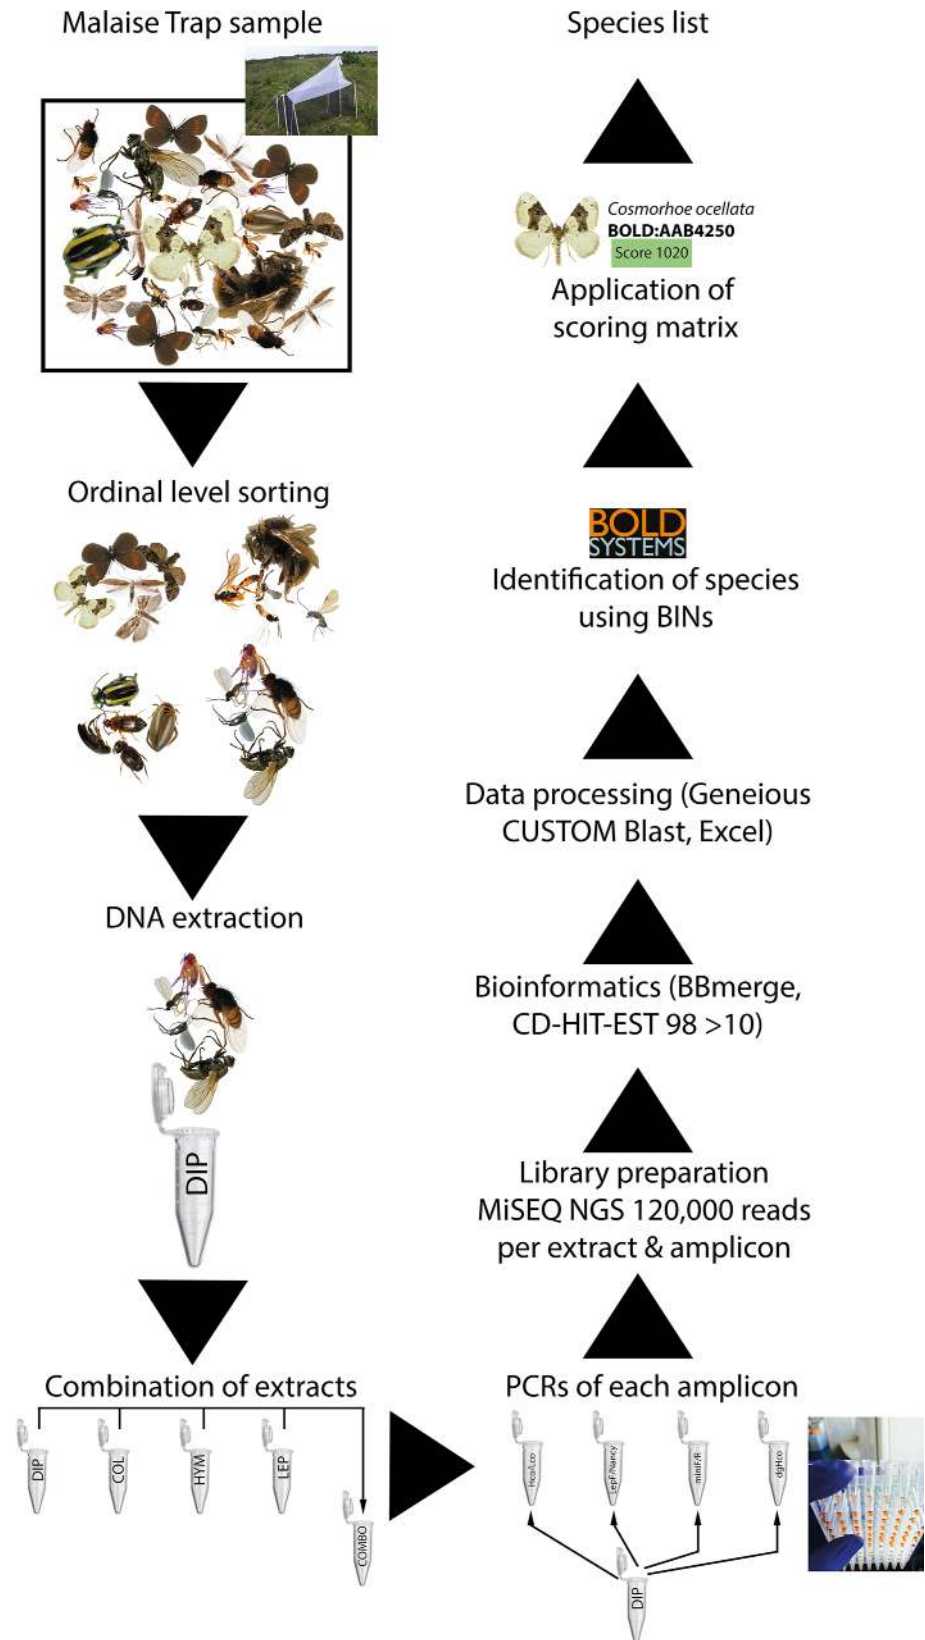 Malaise Trap sample
Ordinal level sorting
DNA extraction
DIP
Combination of extracts
DIP
COL
HYM
LEP
COMBO
PCRs of each amplicon
Hco/Lco
LepF/Nancy
miniF/R
dgHco
DIP
Library preparation
MiSEQ NGS 120,000 reads
per extract & amplicon
Bioinformatics (BBmerge,
CD-HIT-EST 98 >10)
Data processing (Geneious
CUSTOM Blast, Excel)
BOLD
SYSTEMS
Identification of species
using BINs
Cosmorhoe ocellata
BOLD:AAB4250
Score 1020
Application of
scoring matrix
Species list